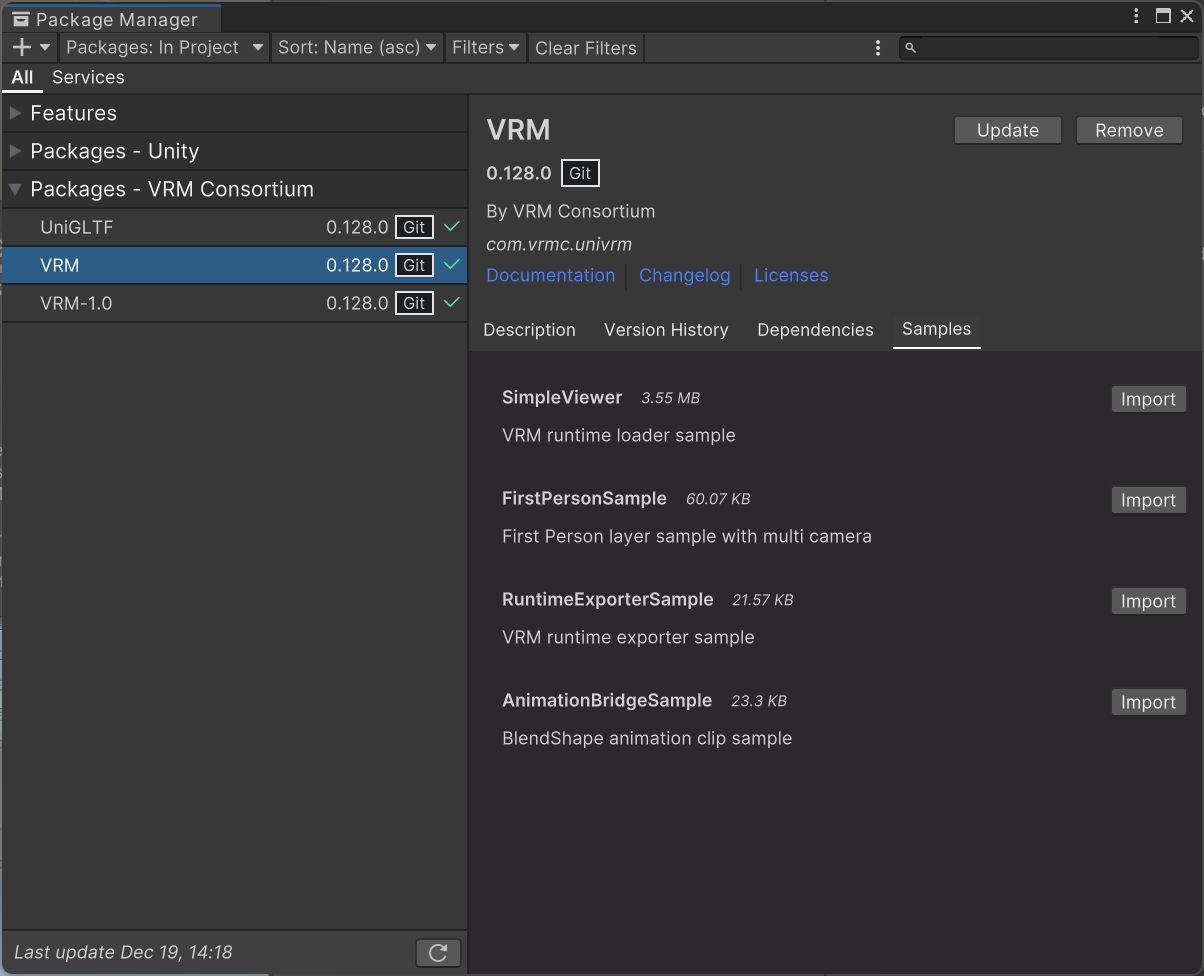 Package Manager
Packages: In Project Sort: Name (asc) Filters Clear Filters
All Services
Features
Packages - Unity
Packages - VRM Consortium
UniGLTF 0.128.0 Git
VRM 0.128.0 Git
VRM-1.0 0.128.0 Git
Last update Dec 19, 14:18
VRM Update Remove
0.128.0 Git
By VRM Consortium
com.vrmc.univrm
Documentation Changelog Licenses
Description Version History Dependencies Samples
SimpleViewer 3.55 MB Import
VRM runtime loader sample
FirstPersonSample 60.07 KB Import
First Person layer sample with multi camera
RuntimeExporterSample 21.57 KB Import
VRM runtime exporter sample
AnimationBridgeSample 23.3 KB Import
BlendShape animation clip sample